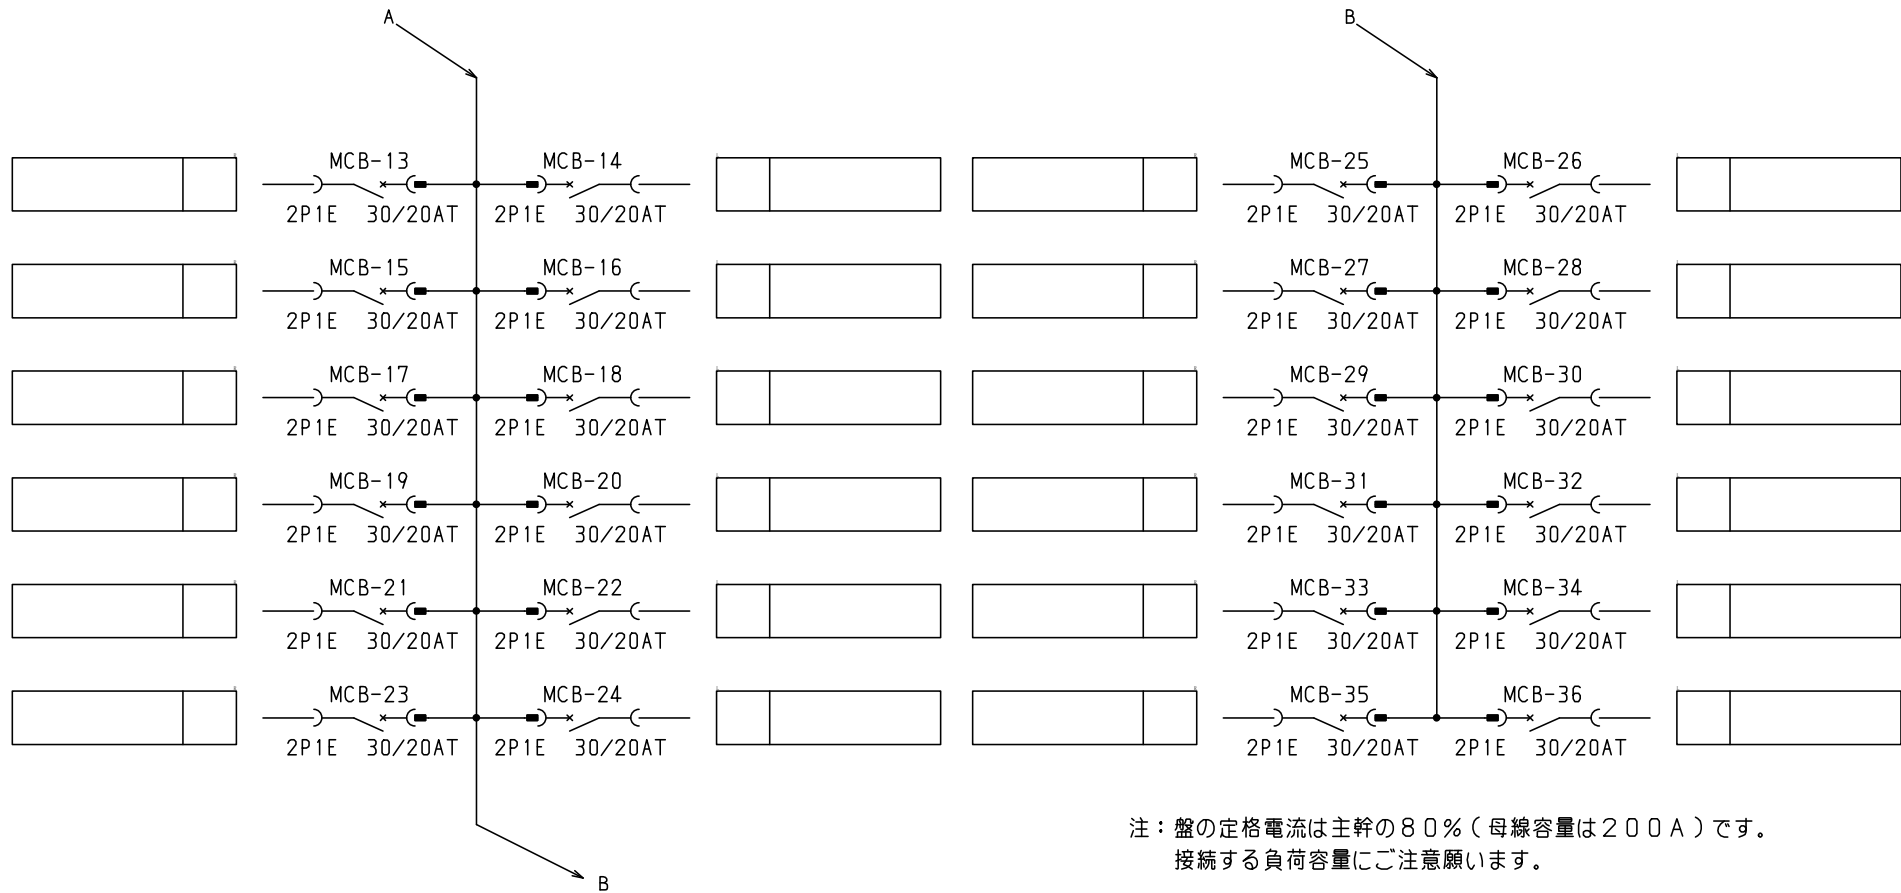 A
B
MCB-13 MCB-14
2P1E 30/20AT 2P1E 30/20AT
MCB-15 MCB-16
2P1E 30/20AT 2P1E 30/20AT
MCB-17 MCB-18
2P1E 30/20AT 2P1E 30/20AT
MCB-19 MCB-20
2P1E 30/20AT 2P1E 30/20AT
MCB-21 MCB-22
2P1E 30/20AT 2P1E 30/20AT
MCB-23 MCB-24
2P1E 30/20AT 2P1E 30/20AT
B
MCB-25 MCB-26
2P1E 30/20AT 2P1E 30/20AT
MCB-27 MCB-28
2P1E 30/20AT 2P1E 30/20AT
MCB-29 MCB-30
2P1E 30/20AT 2P1E 30/20AT
MCB-31 MCB-32
2P1E 30/20AT 2P1E 30/20AT
MCB-33 MCB-34
2P1E 30/20AT 2P1E 30/20AT
MCB-35 MCB-36
2P1E 30/20AT 2P1E 30/20AT
注：盤の定格電流は主幹の８０％（母線容量は２００Ａ）です。
接続する負荷容量にご注意願います。